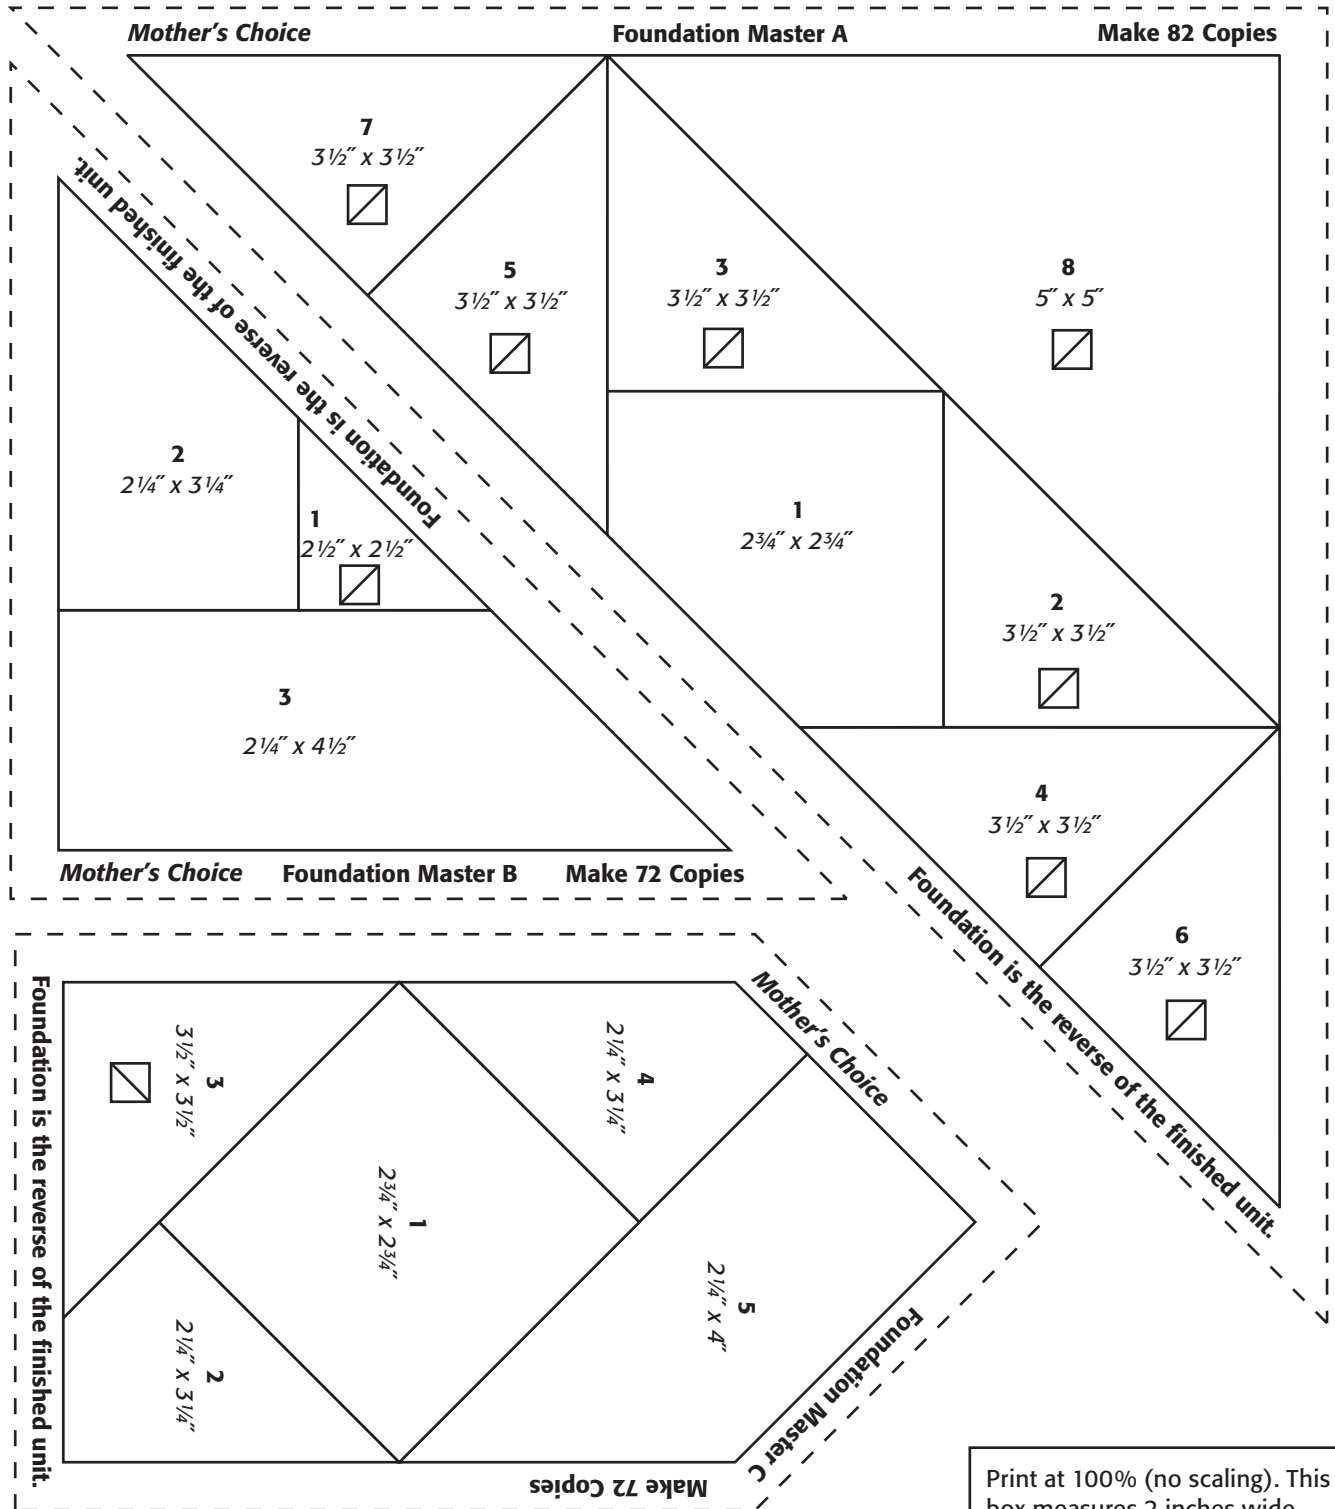 Mother's Choice Foundation Master A Make 82 Copies
7
3½″ x 3½″
5
3½″ x 3½″
3
3½″ x 3½″
8
5″ x 5″
1
2¾″ x 2¾″
2
3½″ x 3½″
4
3½″ x 3½″
6
3½″ x 3½″
Foundation is the reverse of the finished unit.
Foundation is the reverse of the finished unit.
2
2¼″ x 3¼″
1
2½″ x 2½″
3
2¼″ x 4½″
Mother's Choice Foundation Master B Make 72 Copies
Foundation is the reverse of the finished unit.
3
3½″ x 3½″
4
2¼″ x 3¼″
1
2¾″ x 2¾″
2
2¼″ x 3¼″
5
2¼″ x 4″
Mother's Choice
Foundation Master C
Make 72 Copies
Print at 100% (no scaling). This
box measures 2 inches wide